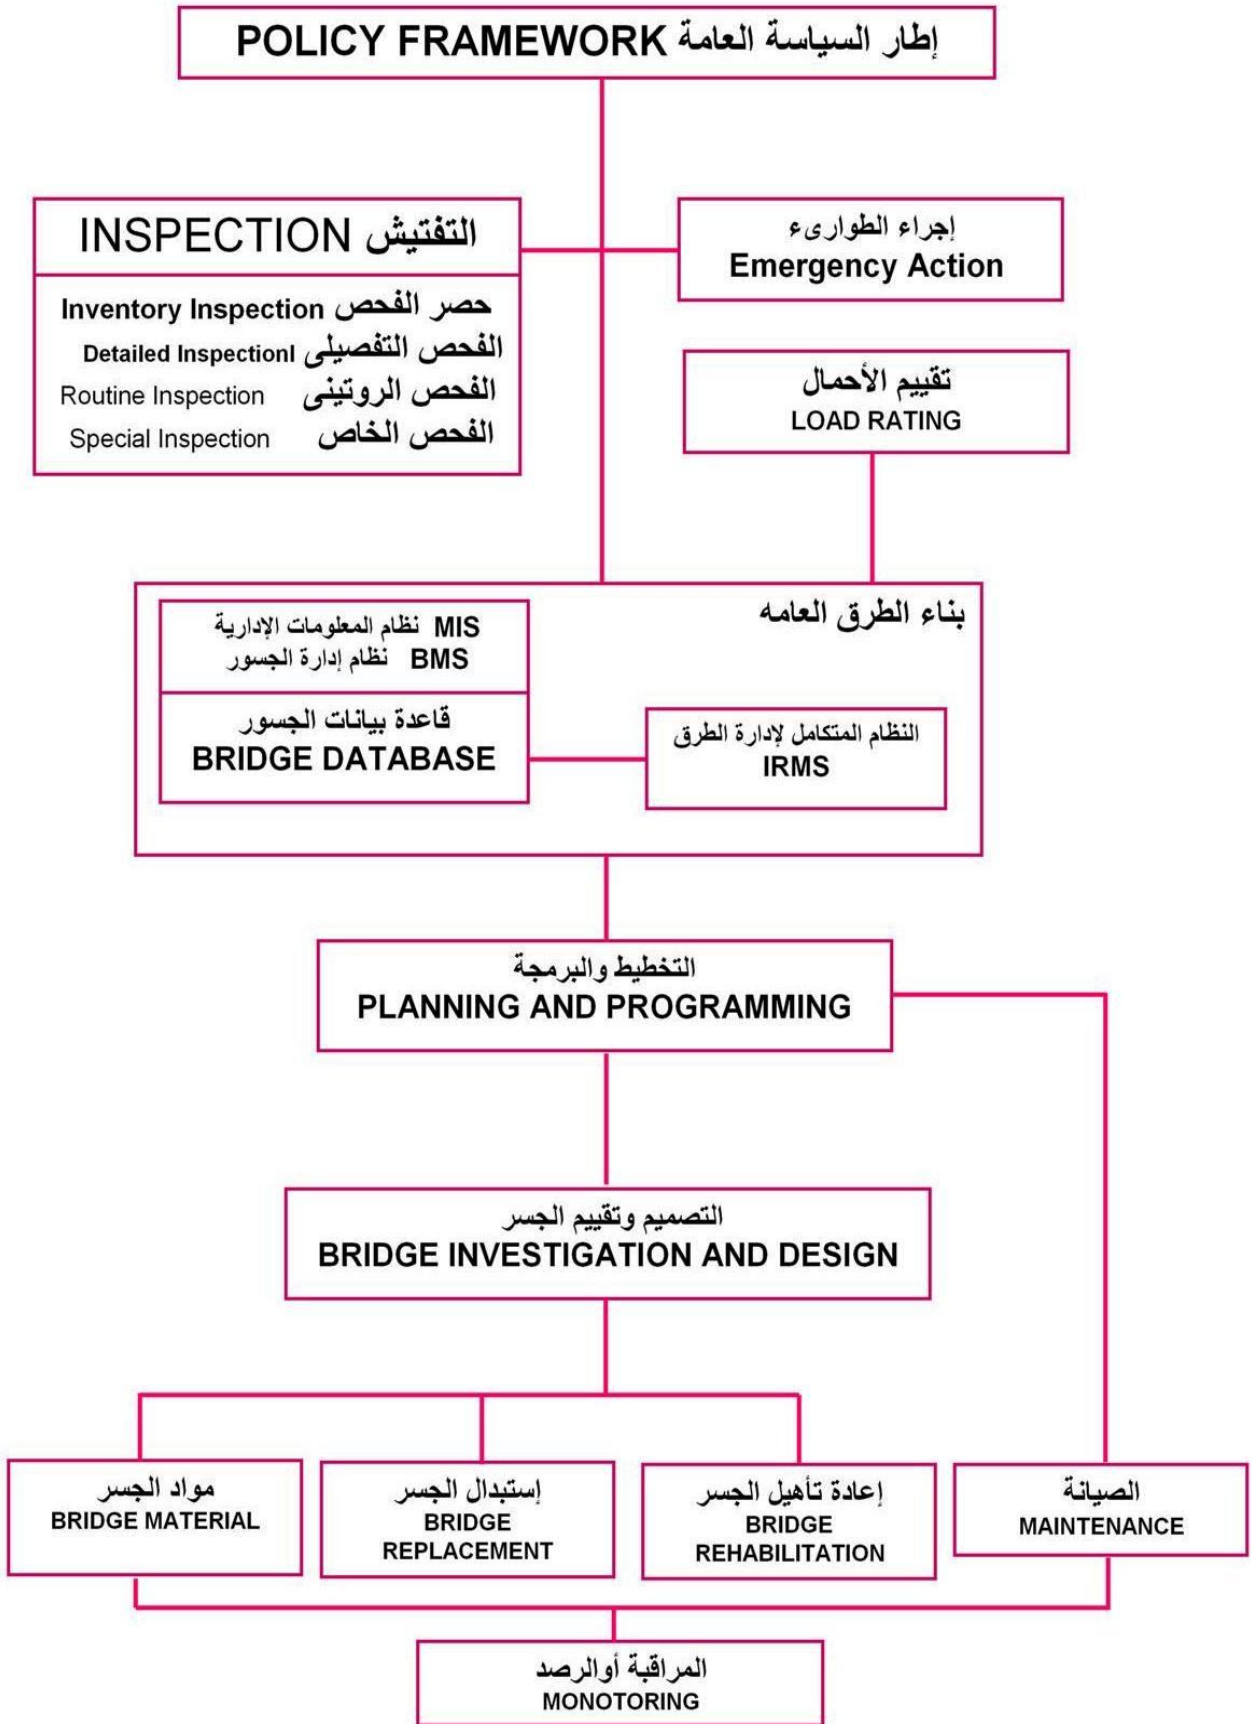 POLICY FRAMEWORK إطار السياسة العامة
INSPECTION التفتيش
Inventory Inspection حصر الفحص
Detailed Inspectionl الفحص التفصيلى
Routine Inspection الفحص الروتينى
Special Inspection الفحص الخاص
إجراء الطوارىء
Emergency Action
تقييم الأحمال
LOAD RATING
بناء الطرق العامه
MIS نظام المعلومات الإدارية
BMS نظام إدارة الجسور
قاعدة بيانات الجسور
BRIDGE DATABASE
النظام المتكامل لإدارة الطرق
IRMS
التخطيط والبرمجة
PLANNING AND PROGRAMMING
التصميم وتقييم الجسر
BRIDGE INVESTIGATION AND DESIGN
مواد الجسر
BRIDGE MATERIAL
إستبدال الجسر
BRIDGE
REPLACEMENT
إعادة تأهيل الجسر
BRIDGE
REHABILITATION
الصيانة
MAINTENANCE
المراقبة أوالرصد
MONOTORING